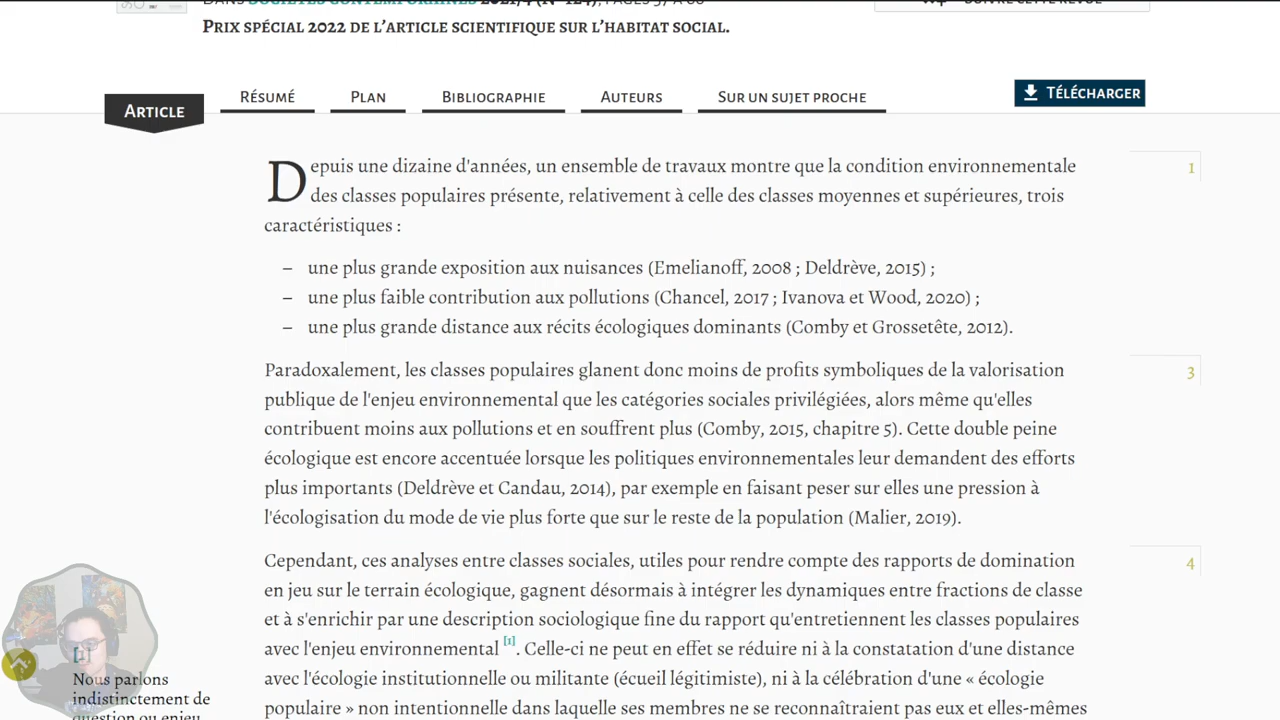 DANS SOCIÉTÉS CONTEMPORAINES 2021/4 (N° 124), PAGES 37 À 66
SUIVRE CETTE REVUE
PRIX SPÉCIAL 2022 DE L'ARTICLE SCIENTIFIQUE SUR L'HABITAT SOCIAL.
ARTICLE
RÉSUMÉ
PLAN
BIBLIOGRAPHIE
AUTEURS
SUR UN SUJET PROCHE
TÉLÉCHARGER
Depuis une dizaine d'années, un ensemble de travaux montre que la condition environnementale
1
des classes populaires présente, relativement à celle des classes moyennes et supérieures, trois
caractéristiques :
– une plus grande exposition aux nuisances (Emelianoff, 2008 ; Deldrève, 2015) ;
– une plus faible contribution aux pollutions (Chancel, 2017 ; Ivanova et Wood, 2020) ;
– une plus grande distance aux récits écologiques dominants (Comby et Grossetête, 2012).
Paradoxalement, les classes populaires glanent donc moins de profits symboliques de la valorisation
3
publique de l'enjeu environnemental que les catégories sociales privilégiées, alors même qu'elles
contribuent moins aux pollutions et en souffrent plus (Comby, 2015, chapitre 5). Cette double peine
écologique est encore accentuée lorsque les politiques environnementales leur demandent des efforts
plus importants (Deldrève et Candau, 2014), par exemple en faisant peser sur elles une pression à
l'écologisation du mode de vie plus forte que sur le reste de la population (Malier, 2019).
Cependant, ces analyses entre classes sociales, utiles pour rendre compte des rapports de domination
4
en jeu sur le terrain écologique, gagnent désormais à intégrer les dynamiques entre fractions de classe
et à s'enrichir par une description sociologique fine du rapport qu'entretiennent les classes populaires
avec l'enjeu environnemental [1]. Celle-ci ne peut en effet se réduire ni à la constatation d'une distance
avec l'écologie institutionnelle ou militante (écueil légitimiste), ni à la célébration d'une « écologie
populaire » non intentionnelle dans laquelle ses membres ne se reconnaîtraient pas eux et elles-mêmes
[1]
Nous parlons
indistinctement de
question ou enjeu